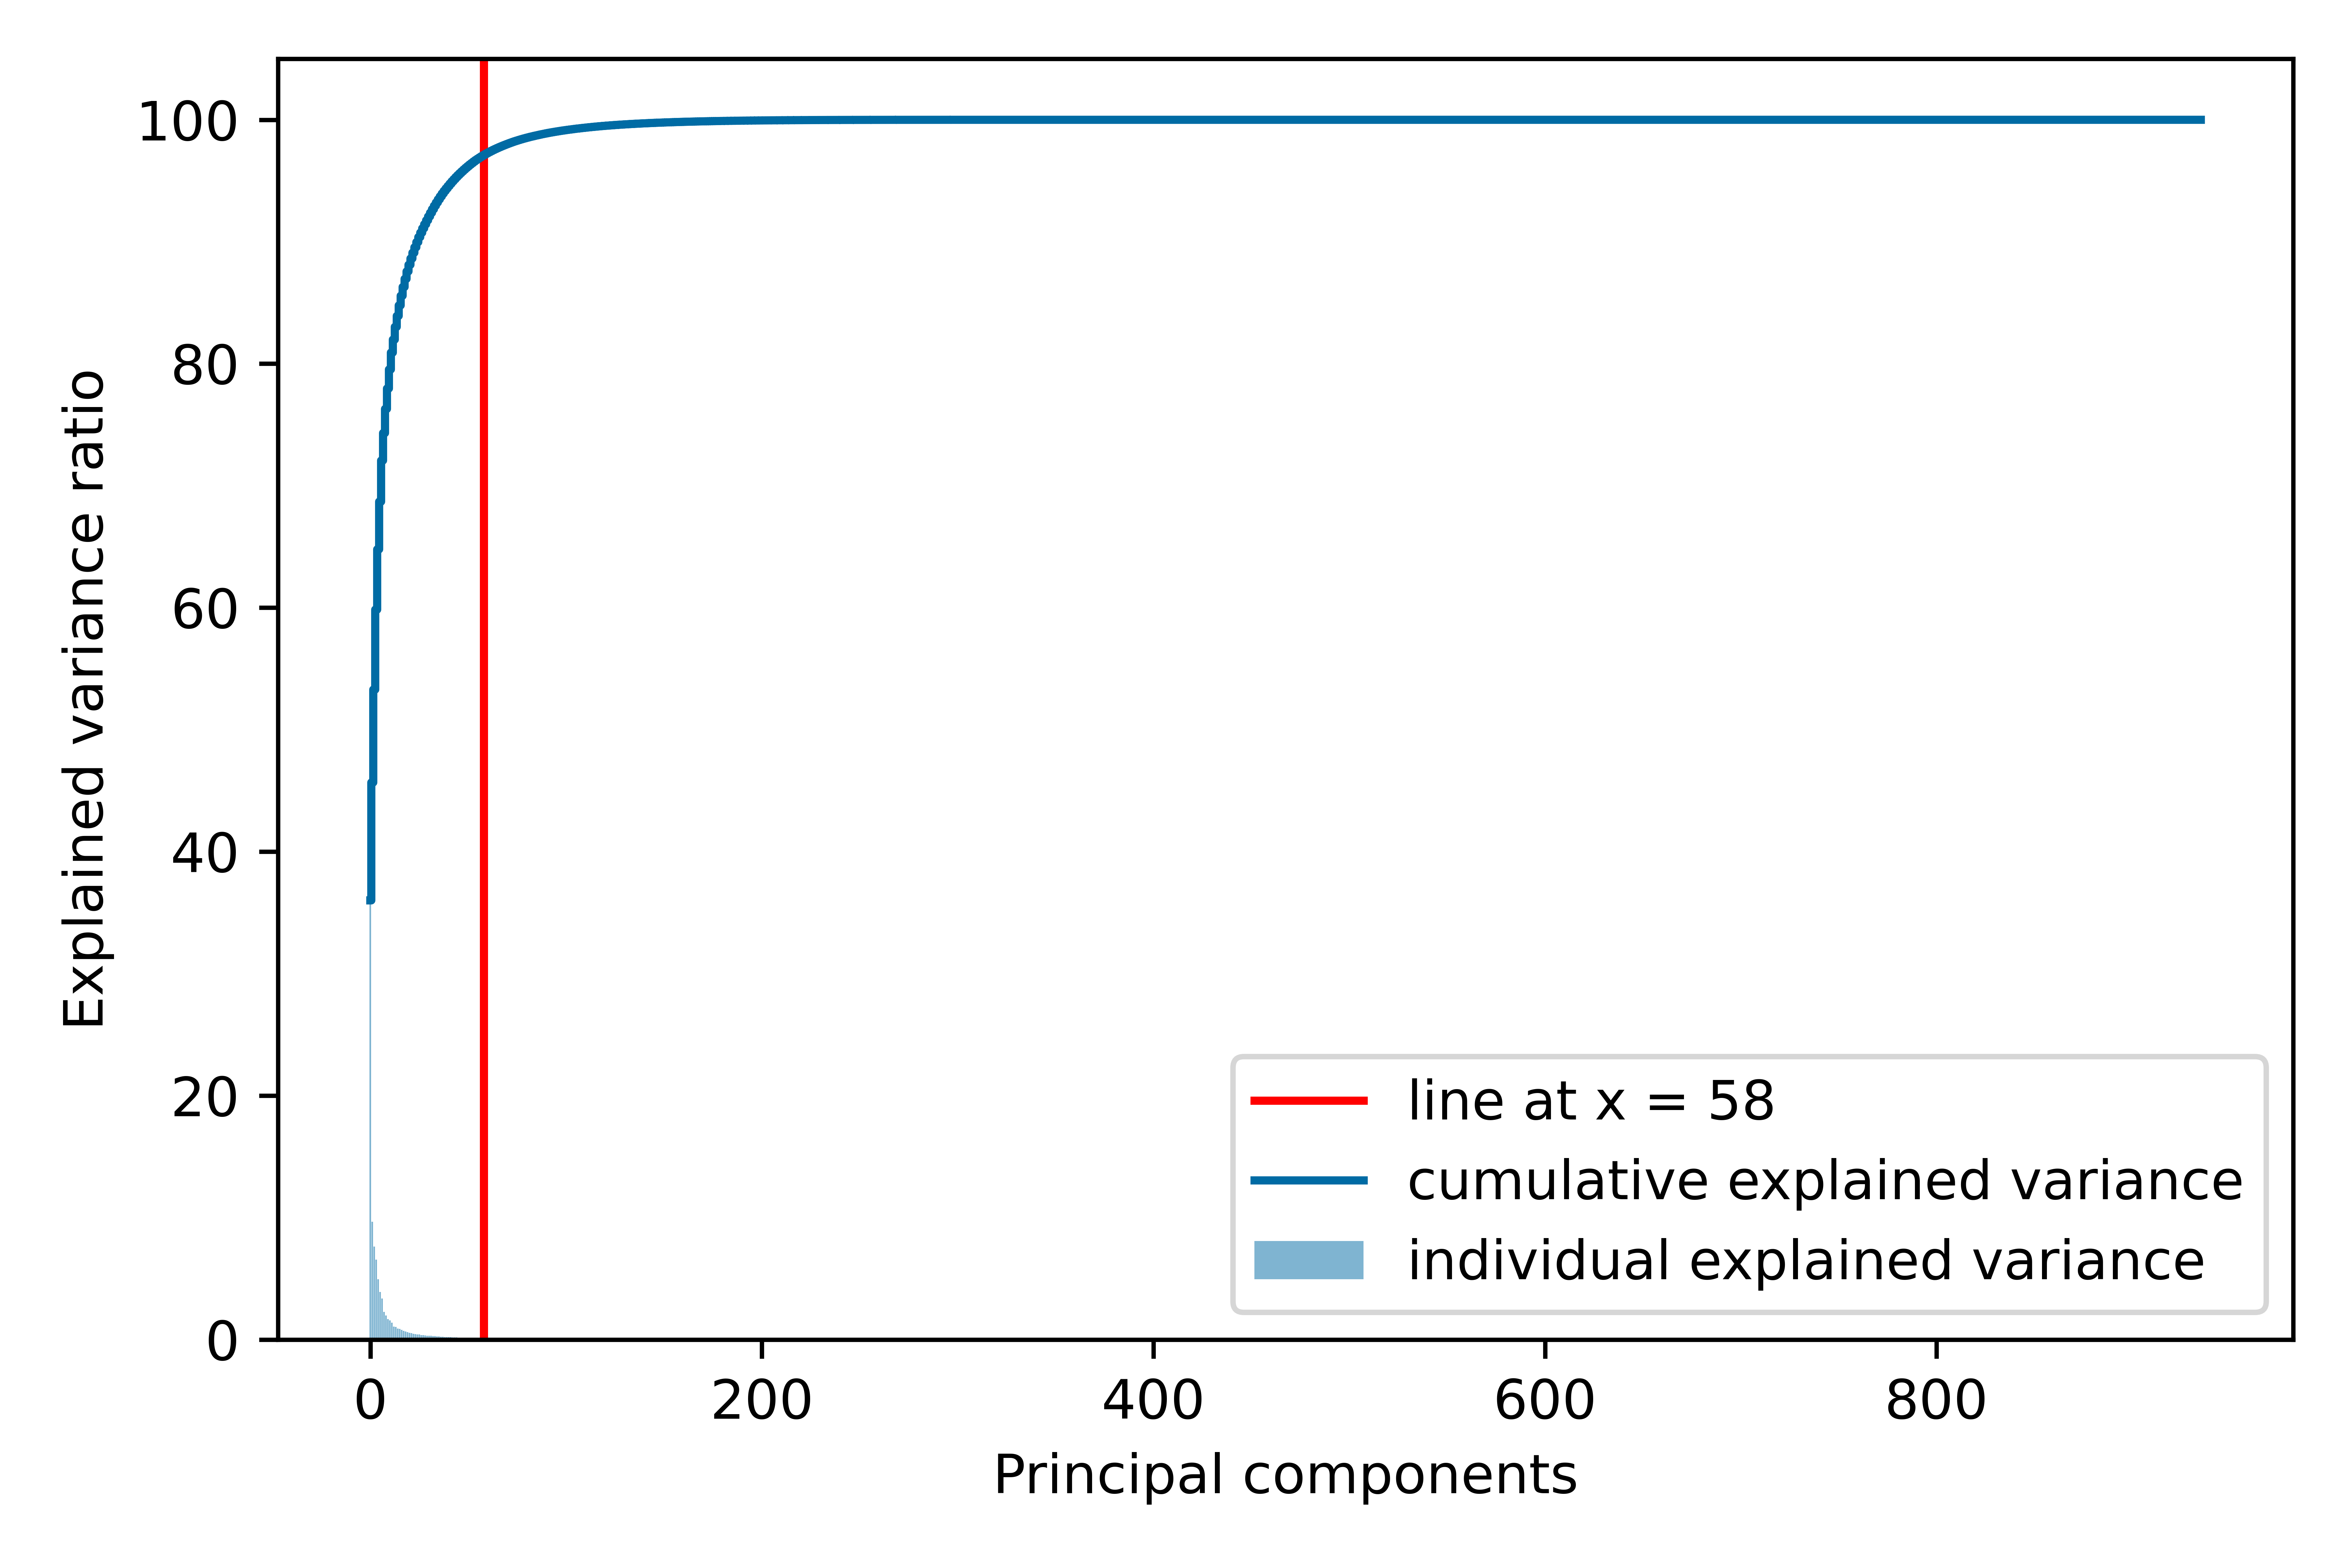 100
80
60
40
20
0
Explained variance ratio
line at x = 58
cumulative explained variance
individual explained variance
0 200 400 600 800
Principal components